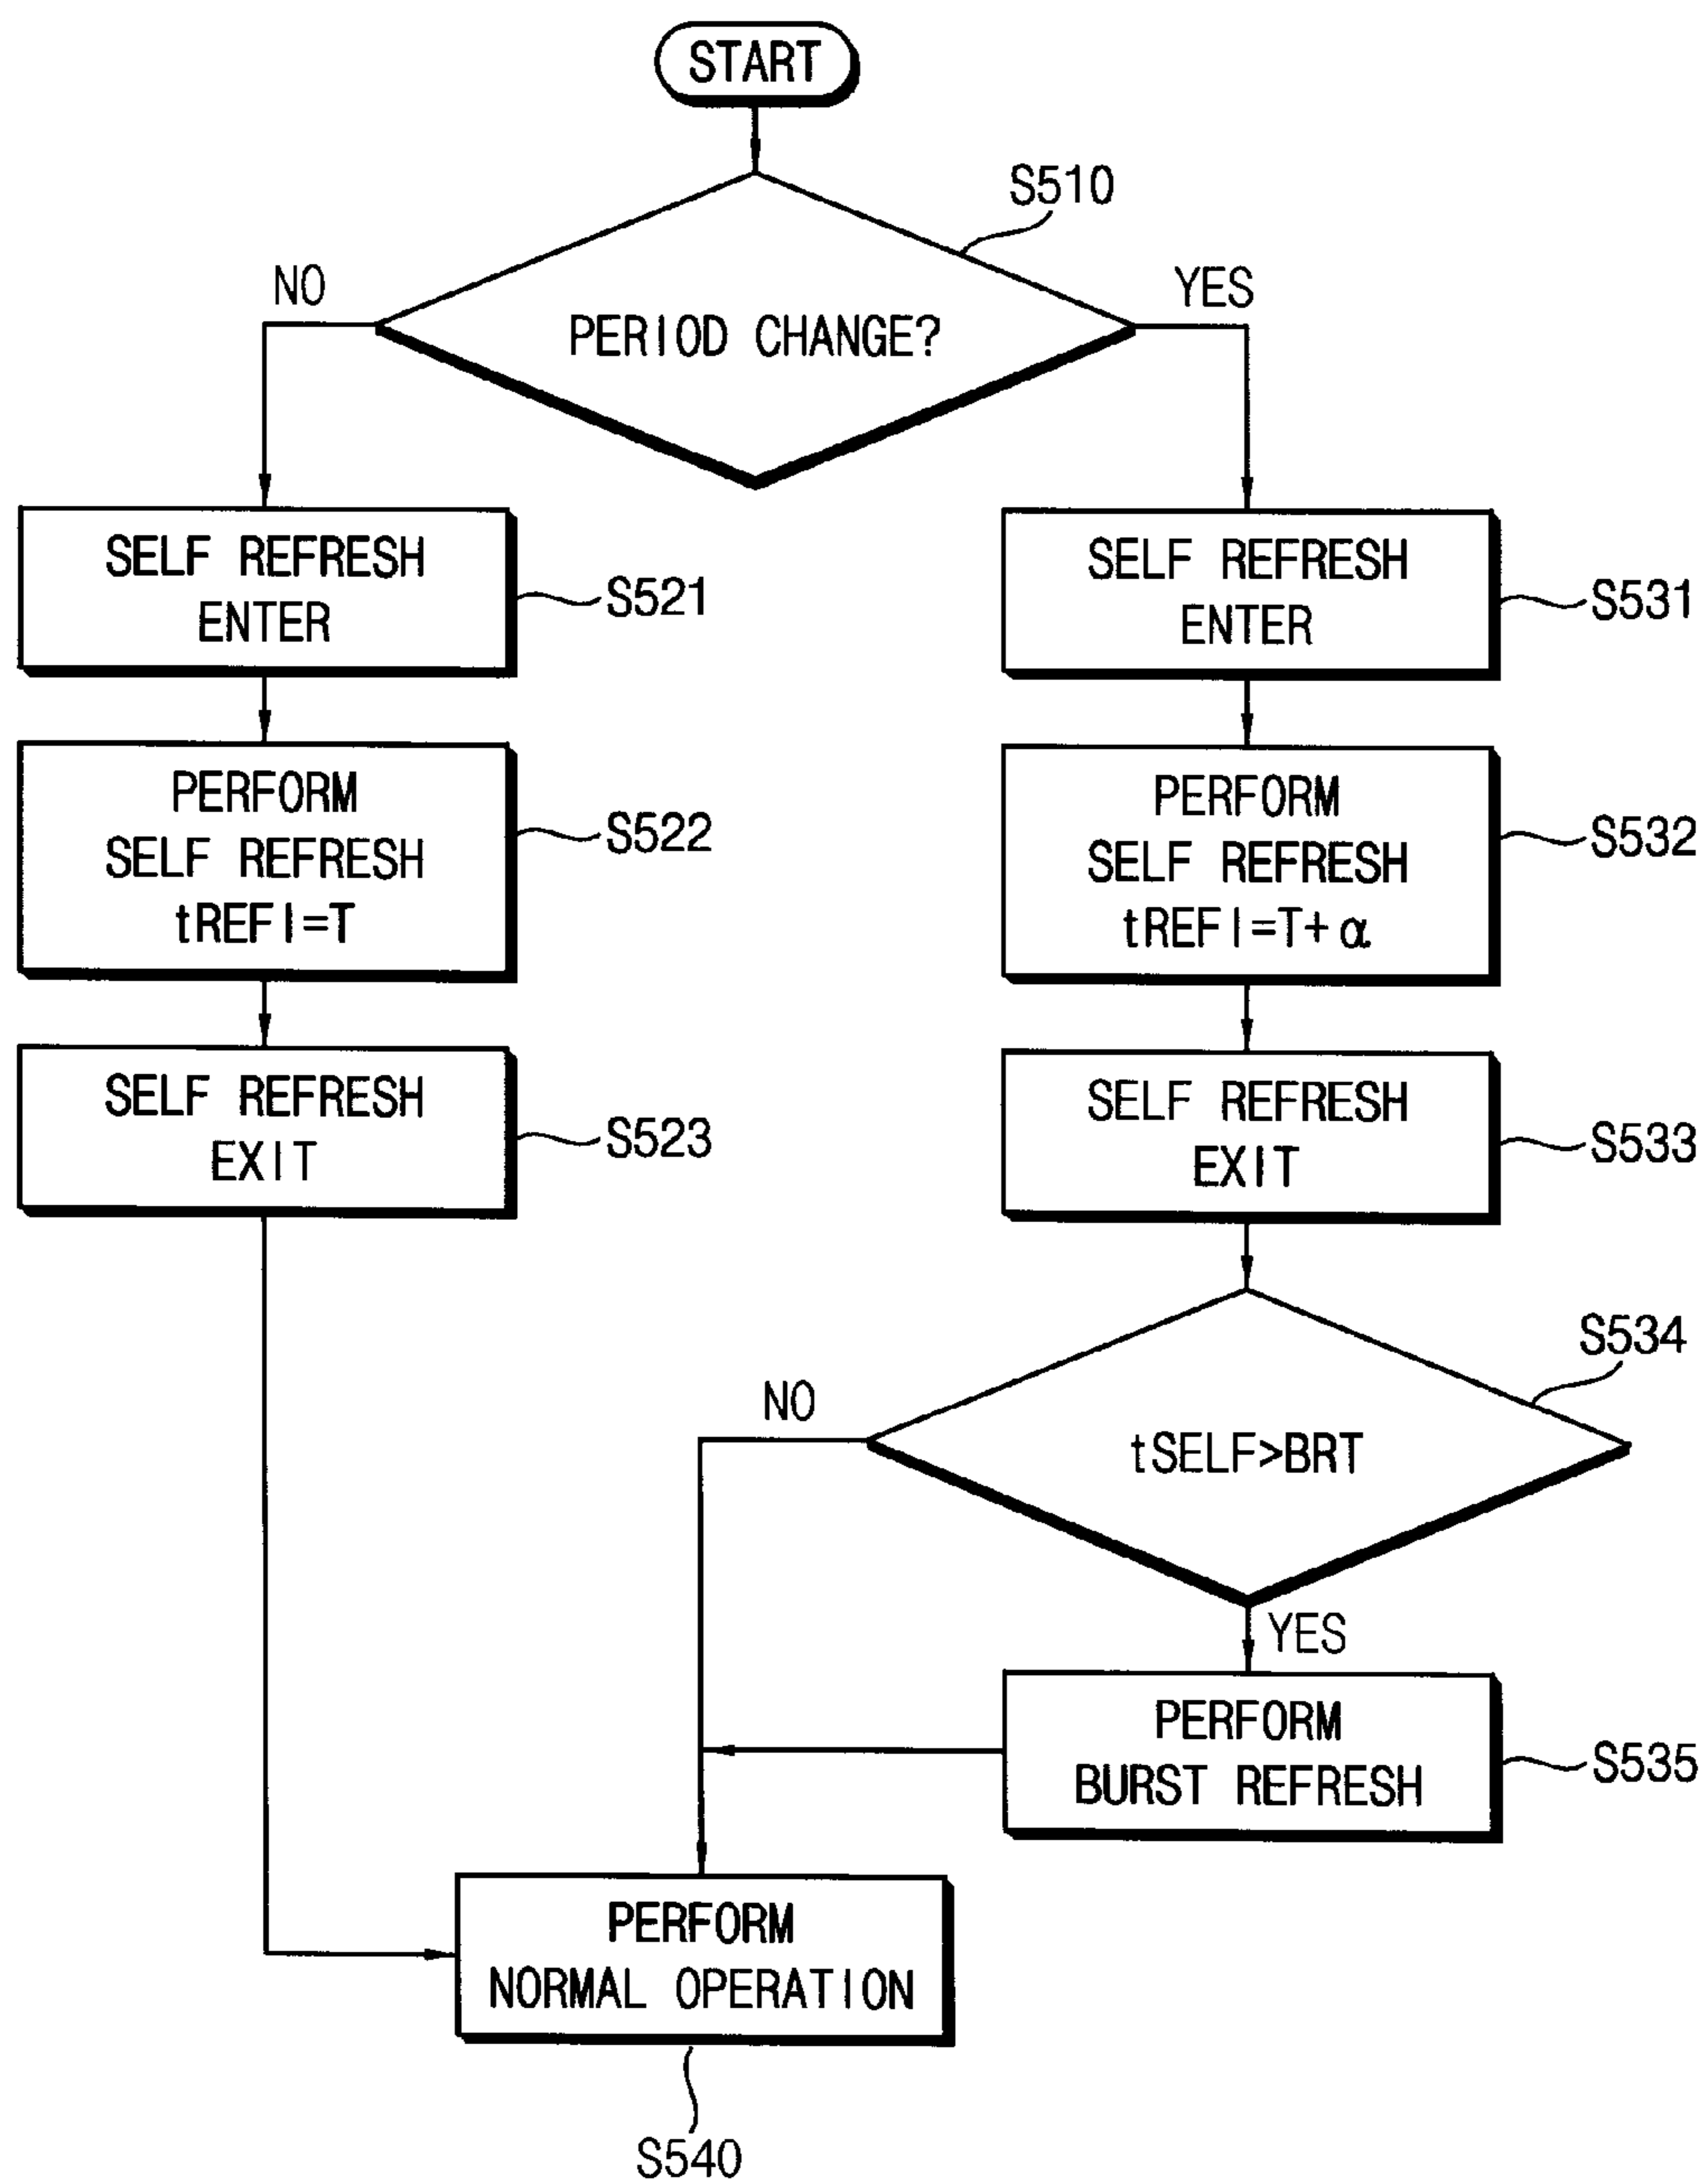 START
S510
NO
YES
PERIOD CHANGE?
SELF REFRESH
ENTER
S521
SELF REFRESH
ENTER
S531
PERFORM
SELF REFRESH
tREFI=T
S522
PERFORM
SELF REFRESH
tREFI=T+α
S532
SELF REFRESH
EXIT
S523
SELF REFRESH
EXIT
S533
S534
NO
tSELF>BRT
YES
PERFORM
BURST REFRESH
S535
PERFORM
NORMAL OPERATION
S540